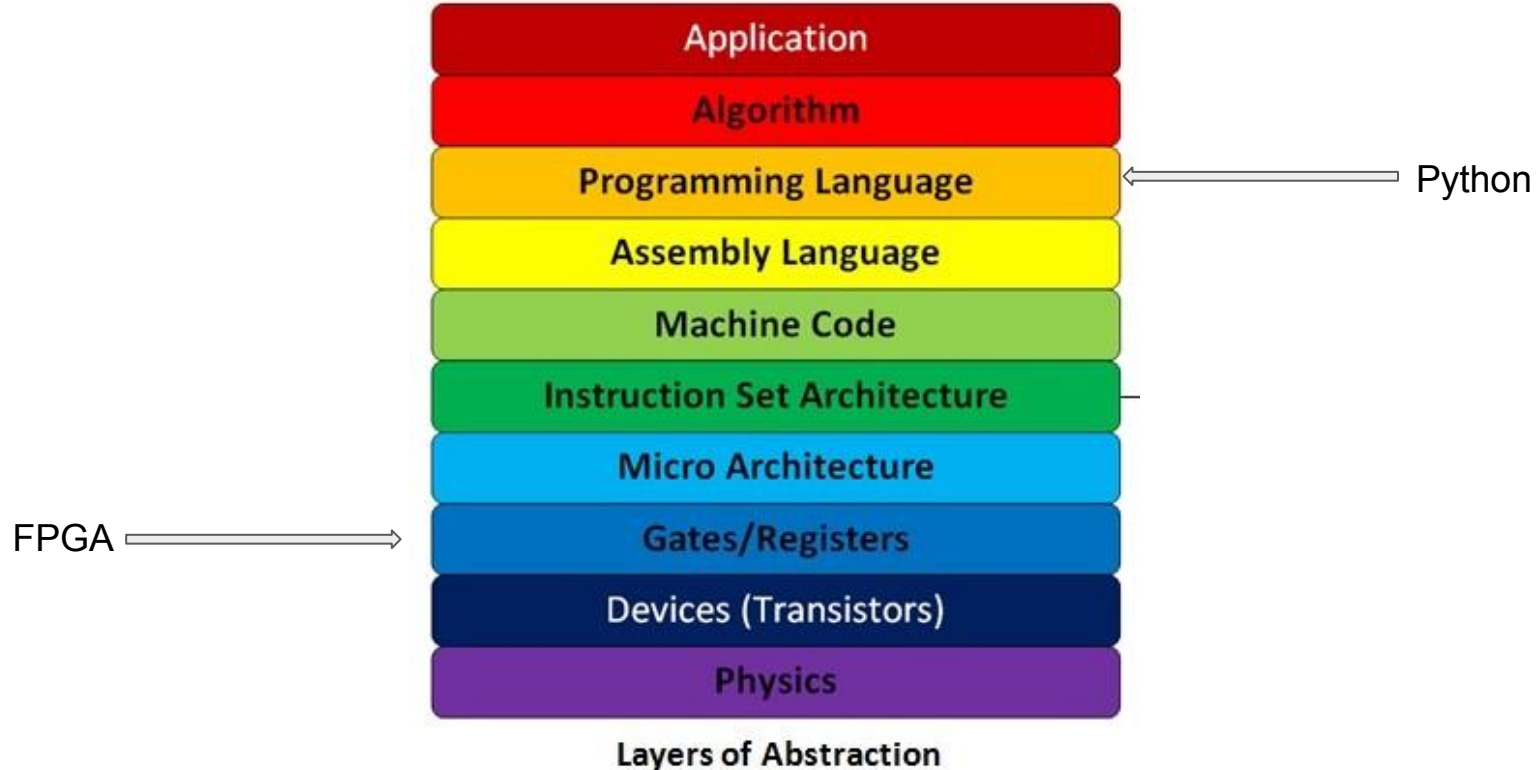 Application
Algorithm
Programming Language
Python
Assembly Language
Machine Code
Instruction Set Architecture
Micro Architecture
FPGA
Gates/Registers
Devices (Transistors)
Physics
Layers of Abstraction